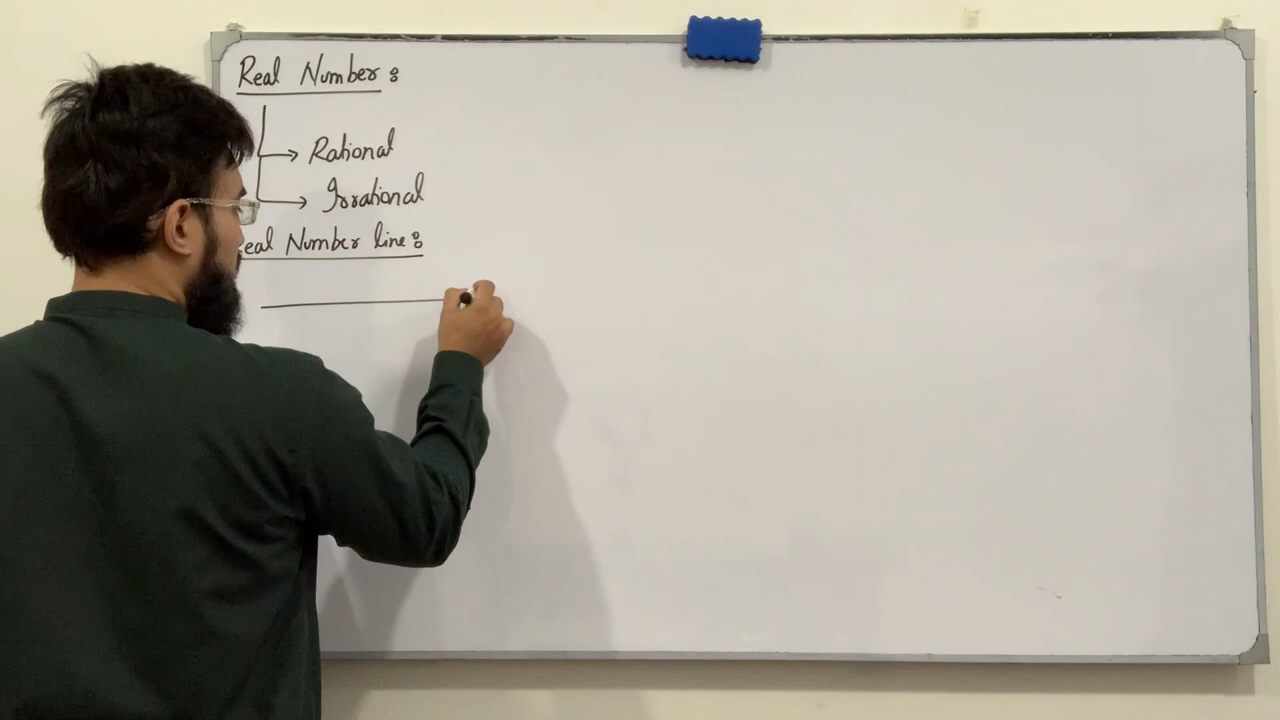 Real Number:
→ Rational
→ Irrational
eal Number line: